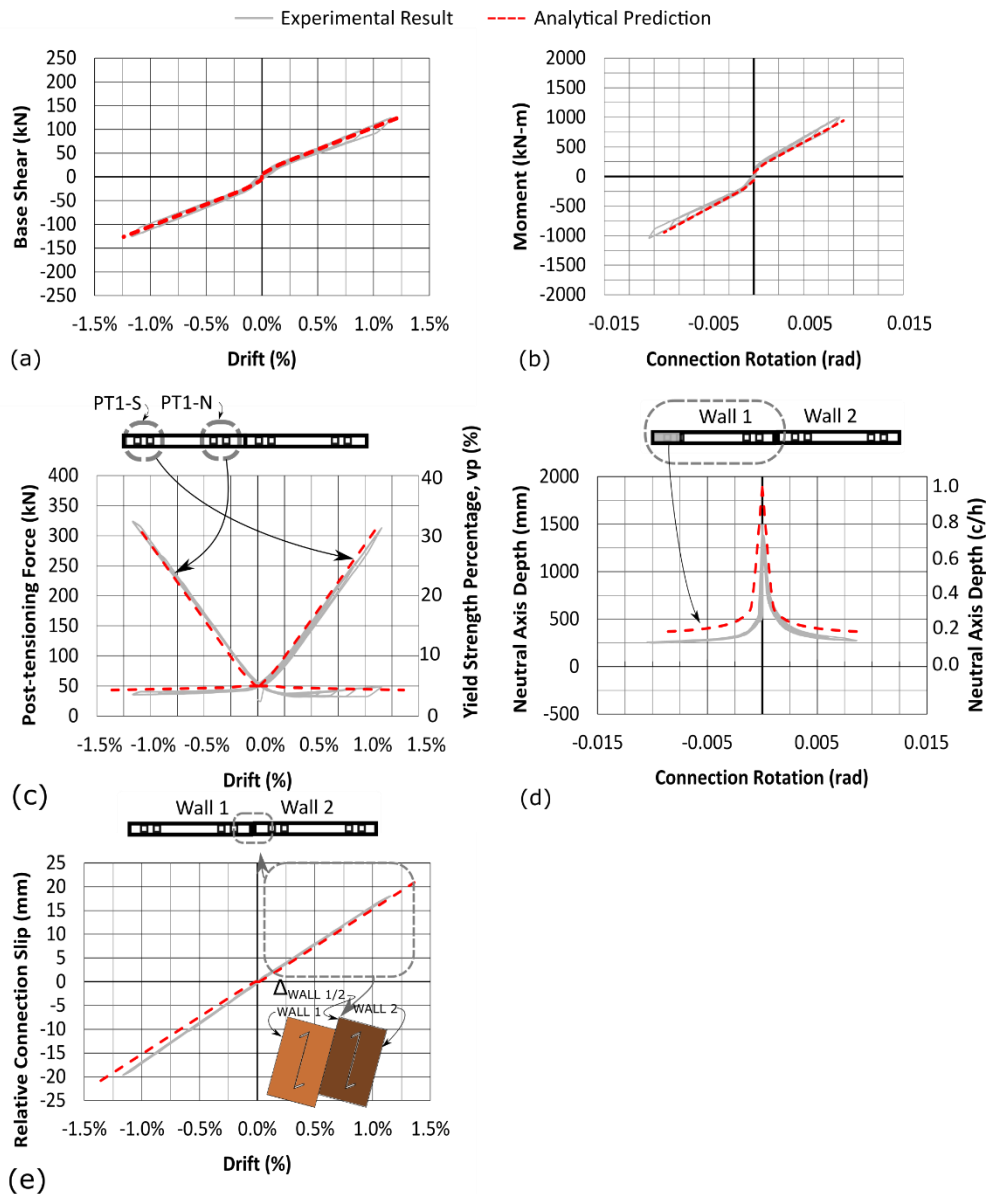 Experimental Result
Analytical Prediction
Base Shear (kN)
250
200
150
100
50
0
-50
-100
-150
-200
-250
-1.5% -1.0% 0.0% 0.5% 1.0% 1.5%
Drift (%)
(a)
Moment (kN-m)
2000
1500
1000
500
0
-500
-1000
-1500
-2000
-0.015 -0.005 0.005 0.015
Connection Rotation (rad)
(b)
PT1-S PT1-N
Post-tensioning Force (kN)
400
350
300
250
200
150
100
50
0
40
30
20
10
0
Yield Strength Percentage, vp (%)
-1.5% -1.0% 0.0% 0.5% 1.0% 1.5%
Drift (%)
(c)
Wall 1 Wall 2
Neutral Axis Depth (mm)
2000
1500
1000
500
0
-500
1.0
0.8
0.6
0.4
0.2
0.0
Neutral Axis Depth (c/h)
-0.015 -0.005 0.005 0.015
Connection Rotation (rad)
(d)
Wall 1 Wall 2
Relative Connection Slip (mm)
25
20
15
10
5
0
-5
-10
-15
-20
-25
Δ WALL 1/2
WALL 1 WALL 2
-1.5% -1.0% 0.0% 0.5% 1.0% 1.5%
Drift (%)
(e)